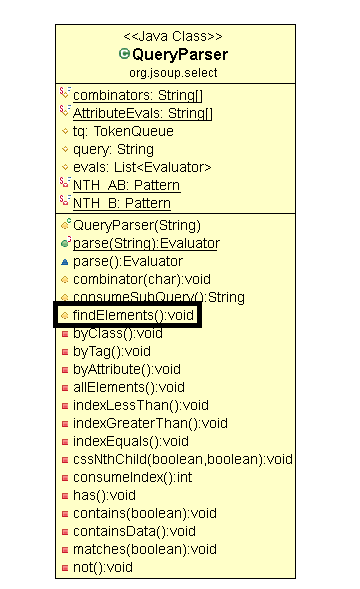 <<Java Class>>
QueryParser
org.jsoup.select
combinators: String[]
AttributeEvals: String[]
tq: TokenQueue
query: String
evals: List<Evaluator>
NTH_AB: Pattern
NTH_B: Pattern
QueryParser(String)
parse(String):Evaluator
parse():Evaluator
combinator(char):void
consumeSubQuery():String
findElements():void
byClass():void
byTag():void
byAttribute():void
allElements():void
indexLessThan():void
indexGreaterThan():void
indexEquals():void
cssNthChild(boolean,boolean):void
consumeIndex():int
has():void
contains(boolean):void
containsData():void
matches(boolean):void
not():void